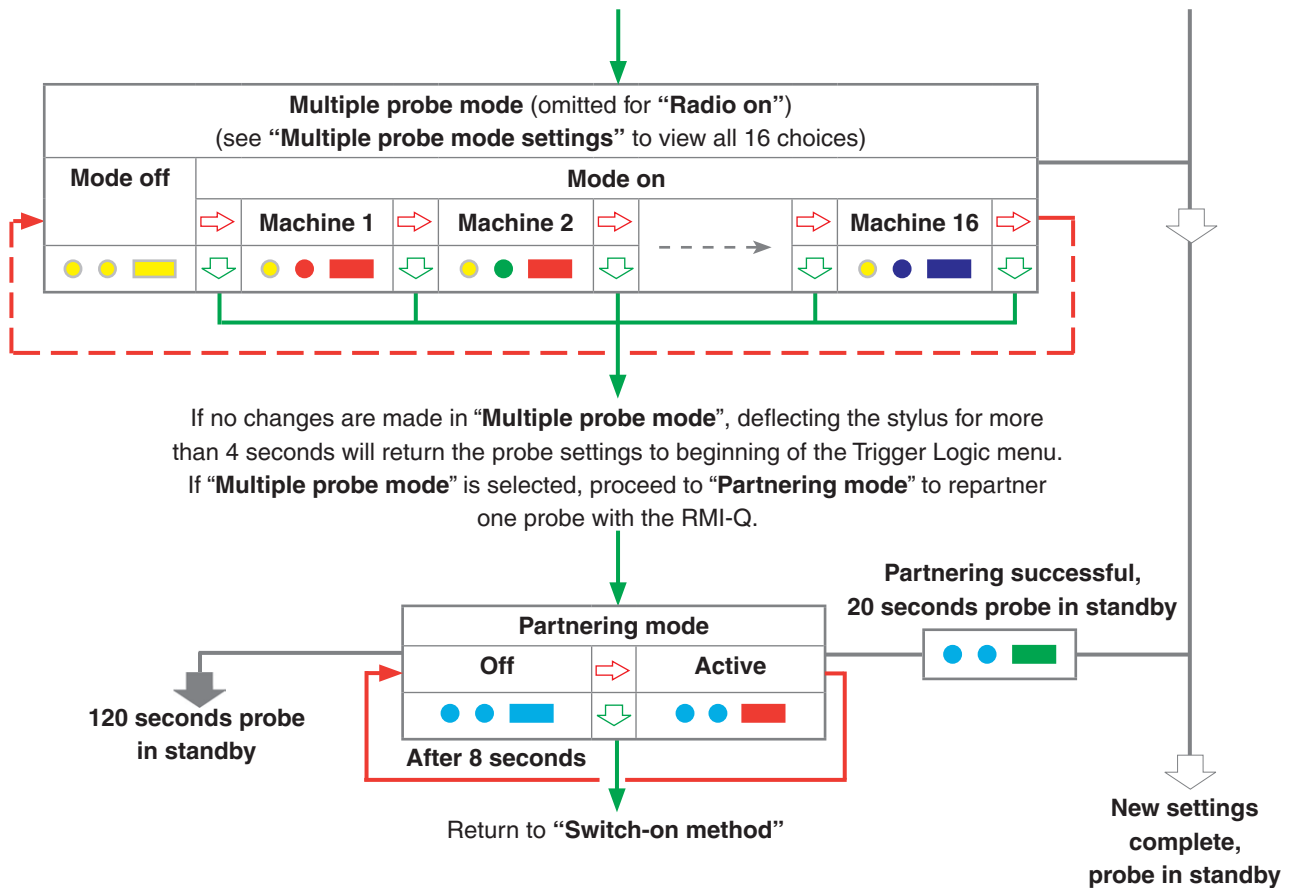 Multiple probe mode (omitted for “Radio on”)
(see “Multiple probe mode settings” to view all 16 choices)
Mode off
Mode on
Machine 1
Machine 2
Machine 16
If no changes are made in “Multiple probe mode”, deflecting the stylus for more
than 4 seconds will return the probe settings to beginning of the Trigger Logic menu.
If “Multiple probe mode” is selected, proceed to “Partnering mode” to repartner
one probe with the RMI-Q.
Partnering successful,
20 seconds probe in standby
Partnering mode
Off
Active
120 seconds probe
in standby
After 8 seconds
Return to “Switch-on method”
New settings
complete,
probe in standby